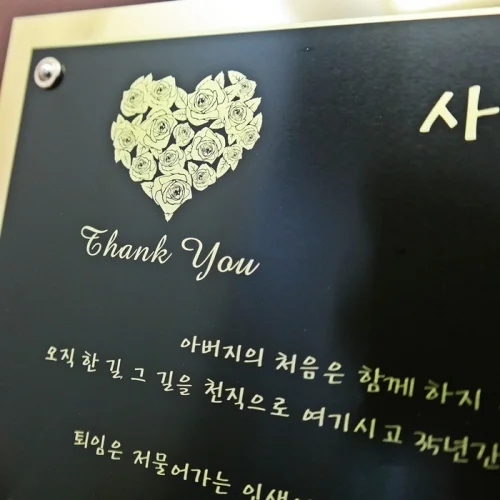 사
Thank You
아버지의 처음은 함께 하지
오직 한 길 그 길을 천직으로 여기시고 35년간
퇴임은 저물어가는